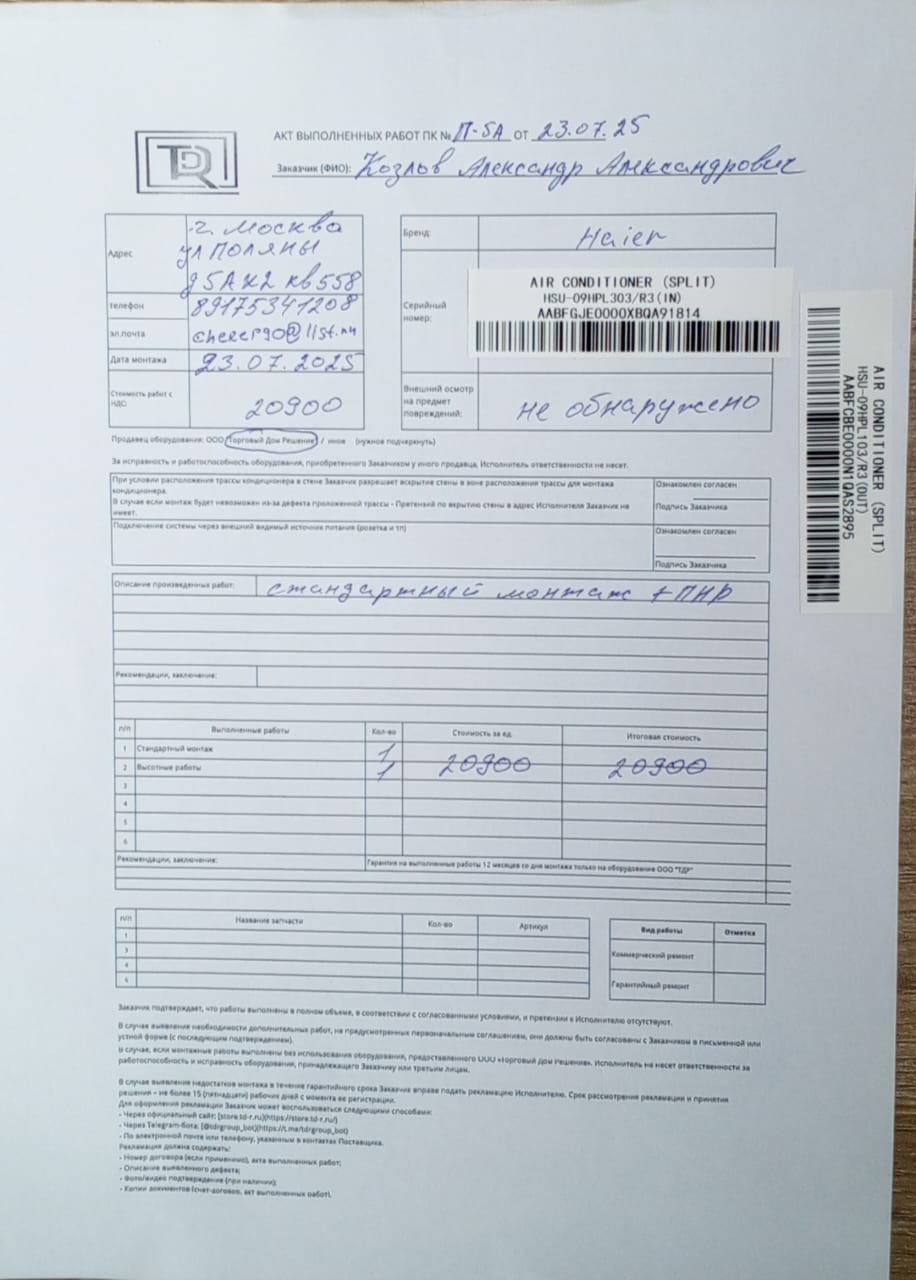 TDR
АКТ ВЫПОЛНЕННЫХ РАБОТ ПК № П-5А ОТ 23.07.25
Заказчик (ФИО): Козлов Александр Александрович
Адрес
г. Москва
ул Поляны
д5АК2 кв558
телефон 89175341208
эл.почта
Дата монтажа 23.07.2025
Стоимость работ с НДС: 20900
Бренд: Haier
Серийный номер:
AIR CONDITIONER (SPLIT)
HSU-09HPL303/R3(IN)
AABFGJE0000XBQA91814
Внешний осмотр на предмет повреждений: не обнаружено
AIR CONDITIONER (SPLIT)
HSU-09HPL103/R3(OUT)
AABFCBE0000N1QAS2895
Продавец оборудования: ООО Торговый Дом Решение / иное (нужное подчеркнуть)
За исправность и работоспособность оборудования, приобретенного Заказчиком у иного продавца, Исполнитель ответственности не несет.
При условии расположения трассы кондиционера в стене Заказчик разрешает вскрытие стены в зоне расположения трассы для монтажа
кондиционера.
В случае если монтаж будет невозможен из-за дефекта проложенной трассы - Претензий по вкрытию стены в адрес Исполнителя Заказчик не
имеет.
Ознакомлен согласен
Подпись Заказчика
Подключение системы через внешний видимый источник питания (розетка и тп)
Ознакомлен согласен
Подпись Заказчика
Описание произведенных работ: стандартный монтаж + ПНР
Рекомендации, заключение:
п/п Выполненные работы Кол-во Стоимость за ед. Итоговая стоимость
1 Стандартный монтаж 1
2 Высотные работы 1 20900 20900
3
4
5
6
Рекомендации, заключение: Гарантия на выполненные работы 12 месяцев со дня монтажа только на оборудование ООО "ТДР"
п/п Название запчасти Кол-во Артикул
1
3
4
6
Вид работы Отметка
Коммерческий ремонт
Гарантийный ремонт
Заказчик подтверждает, что работы выполнены в полном объеме, в соответствии с согласованными условиями, и претензии к Исполнителю отсутствуют.
В случае выявления необходимости дополнительных работ, не предусмотренных первоначальным соглашением, они должны быть согласованы с Заказчиком в письменной или
устной форме (с последующим подтверждением).
В случае, если монтажные работы выполнены без использования оборудования, предоставленного ООО «Торговый Дом Решение», Исполнитель не несет ответственности за
работоспособность и исправность оборудования, принадлежащего Заказчику или третьим лицам.
В случае выявления недостатков монтажа в течение гарантийного срока Заказчик вправе подать рекламацию Исполнителю. Срок рассмотрения рекламации и принятия
решения – не более 15 (пятнадцати) рабочих дней с момента ее регистрации.
Для оформления рекламации Заказчик может воспользоваться следующими способами:
- Через официальный сайт: [store.td-r.ru](https://store.td-r.ru/)
- Через Telegram-бота: [@tdrgroup_bot](https://t.me/tdrgroup_bot)
- По электронной почте или телефону, указанным в контактах Поставщика.
Рекламация должна содержать:
- Номер договора (если применимо), акта выполненных работ;
- Описание выявленного дефекта;
- Фото/видео подтверждение (при наличии);
- Копии документов (счет-договор, акт выполненных работ).